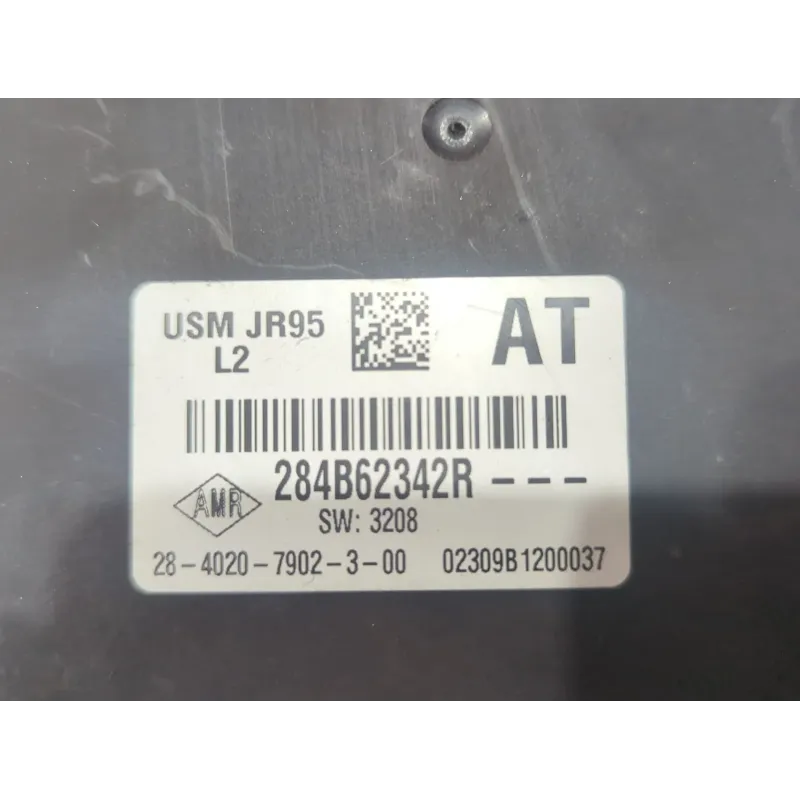 USM JR95
L2
AT
AMR
284B62342R - - -
SW: 3208
28-4020-7902-3-00
02309B1200037